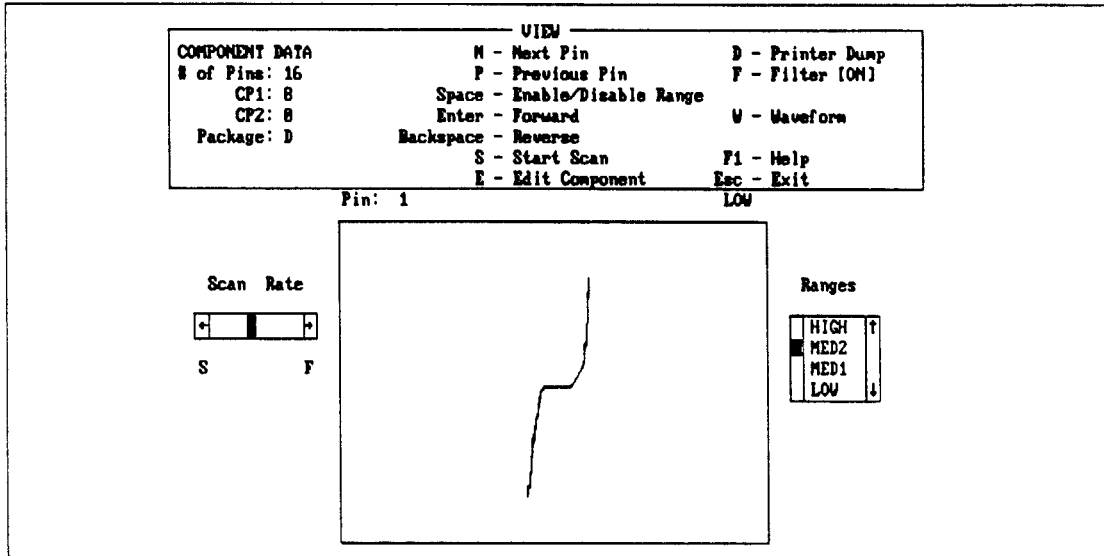 VIEW
COMPONENT DATA N - Next Pin D - Printer Dump
# of Pins: 16 P - Previous Pin F - Filter [ON]
CP1: 8 Space - Enable/Disable Range
CP2: 0 Enter - Forward W - Waveform
Package: D Backspace - Reverse
S - Start Scan F1 - Help
E - Edit Component Esc - Exit
Pin: 1 LOW
Scan Rate Ranges
← → HIGH ↑
MED2
S F MED1
LOW ↓